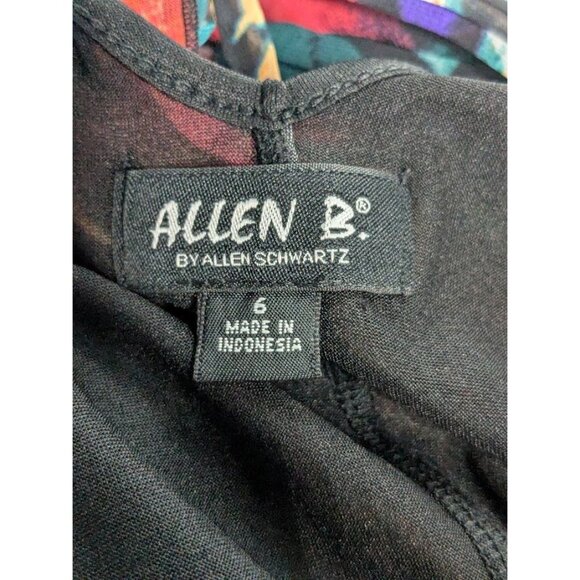 ALLEN B.®
BY ALLEN SCHWARTZ
6
MADE IN
INDONESIA